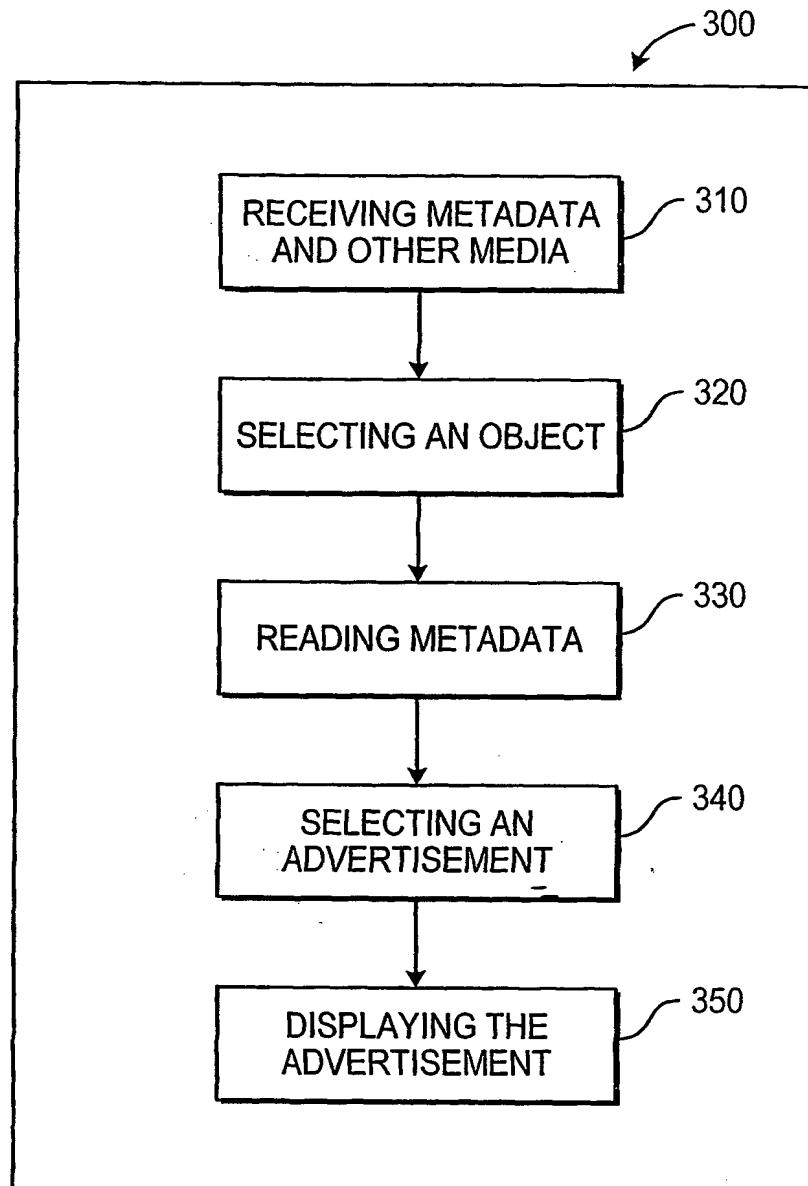 300
RECEIVING METADATA
AND OTHER MEDIA
310
SELECTING AN OBJECT
320
READING METADATA
330
SELECTING AN
ADVERTISEMENT
340
DISPLAYING THE
ADVERTISEMENT
350